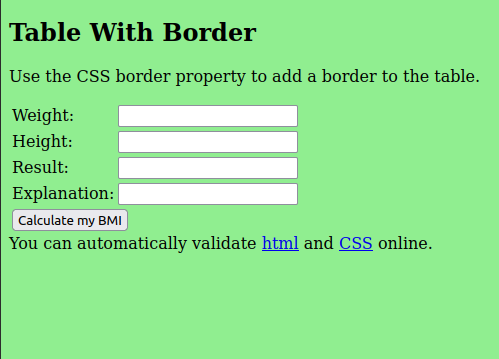 Table With Border
Use the CSS border property to add a border to the table.
Weight:
Height:
Result:
Explanation:
Calculate my BMI
You can automatically validate html and CSS online.